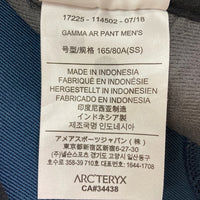 17225 - 114502 - 07/18
GAMMA AR PANT MEN'S
号型/规格 165/80A(SS)
MADE IN INDONESIA
FABRIQUÉ EN INDONÉSIE
HERGESTELLT IN INDONESIEN
FABRICADO EN INDONESIA
印度尼西亚制造
インドネシア製
제조국명 인도네시아
アメアスポーツジャパン(株)
東京都新宿区新宿6-27-30
ARC'TERYX
CA#34438